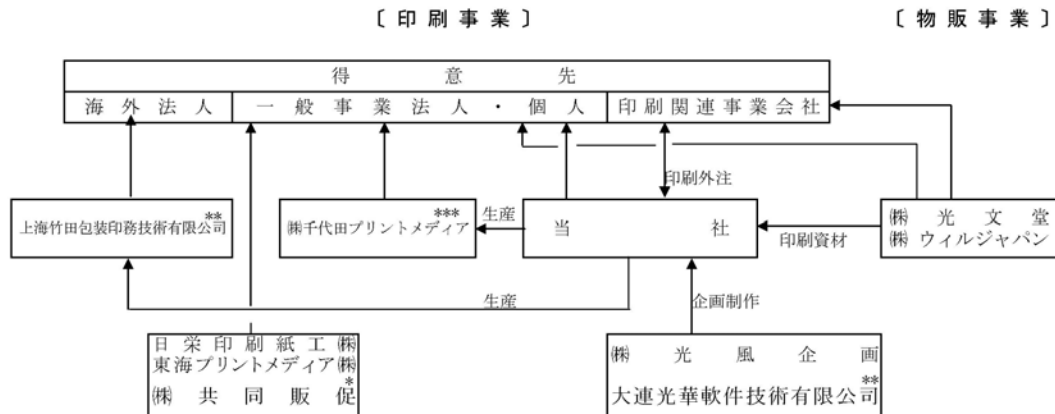 〔印刷事業〕
〔物販事業〕
得意先
海外法人
一般事業法人・個人
印刷関連事業会社
印刷外注
上海竹田包装印務技術有限公司**
㈱千代田プリントメディア***
生産
当社
印刷資材
㈱光文堂
㈱ウィルジャパン
生産
企画制作
日栄印刷紙工㈱
東海プリントメディア㈱
㈱共同販促*
㈱光風企画
大連光華軟件技術有限公司**